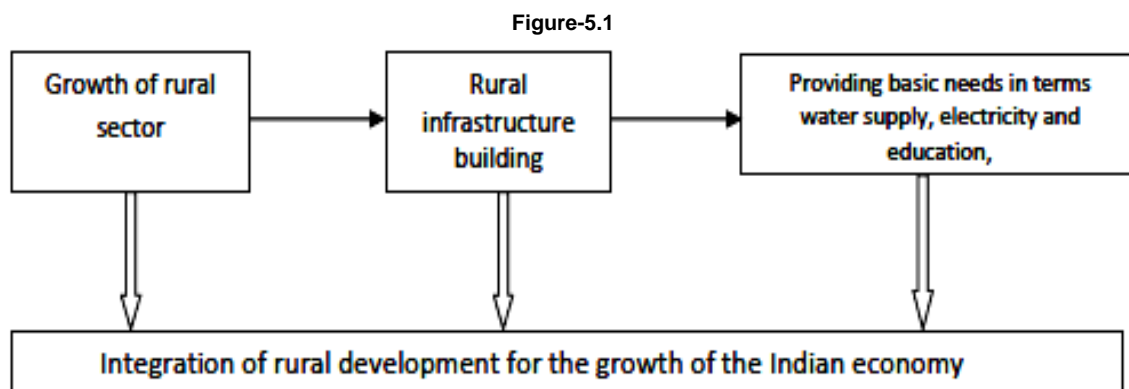 Figure-5.1
Growth of rural
sector
Rural
infrastructure
building
Providing basic needs in terms
water supply, electricity and
education,
Integration of rural development for the growth of the Indian economy